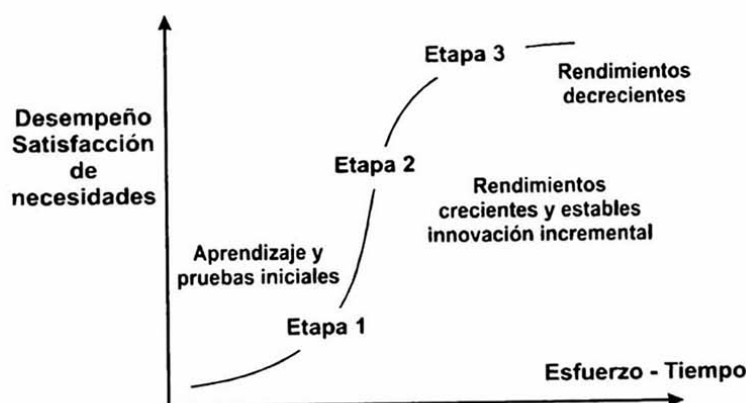 Etapa 3
Rendimientos
decrecientes
Desempeño
Satisfacción
de
necesidades
Etapa 2
Rendimientos
crecientes y estables
innovación incremental
Aprendizaje y
pruebas iniciales
Etapa 1
Esfuerzo - Tiempo